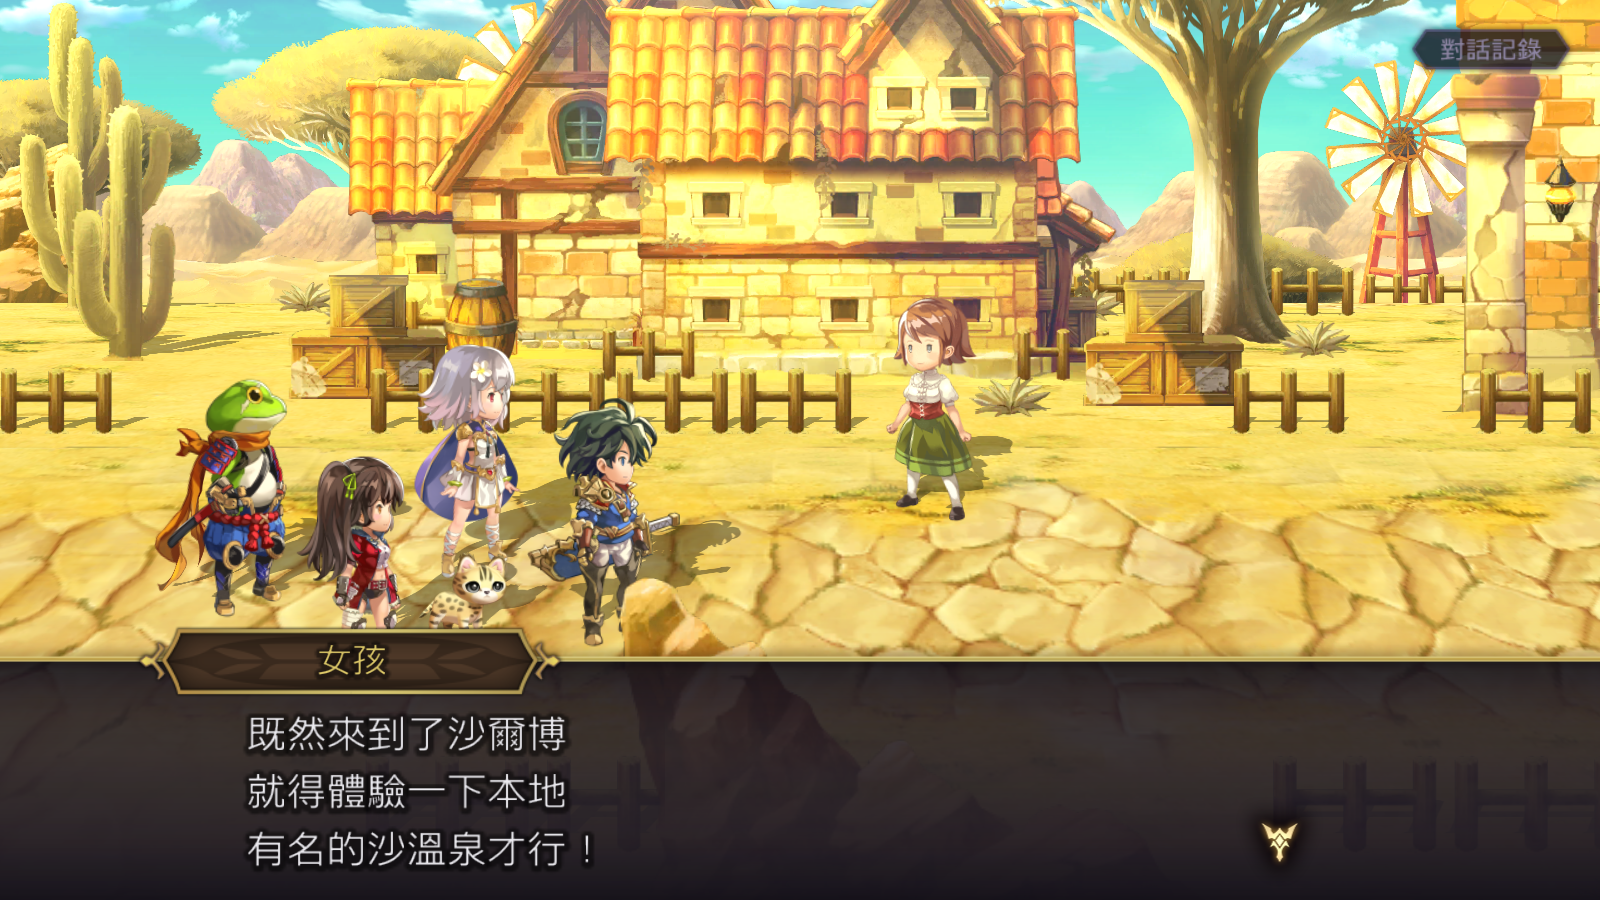 對話記錄
女孩
既然來到了沙爾博
就得體驗一下本地
有名的沙溫泉才行！